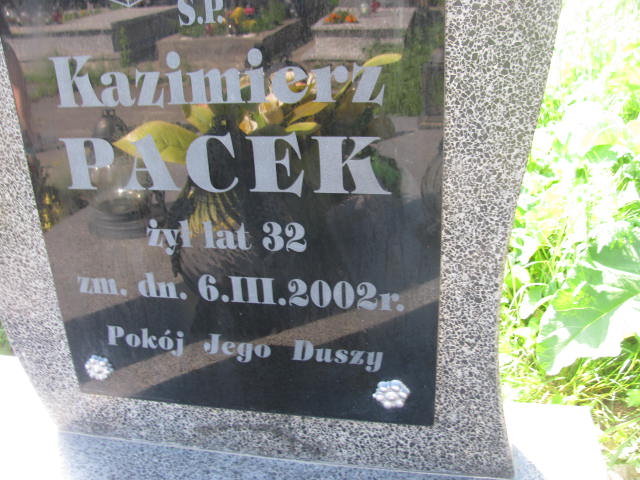 Ś.P.
Kazimierz
PACEK
żył lat 32
zm. dn. 6.III.2002r.
Pokój Jego Duszy